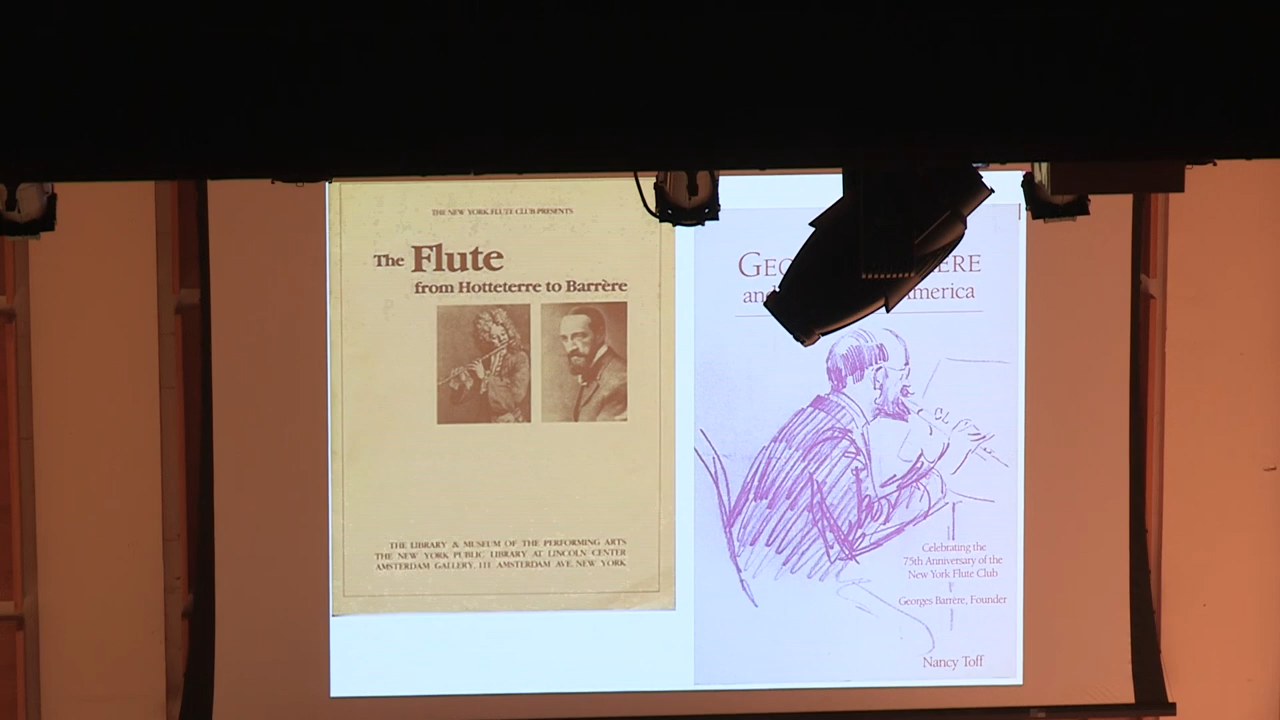 THE NEW YORK FLUTE CLUB PRESENTS
The Flute
from Hotteterre to Barrère
THE LIBRARY & MUSEUM OF THE PERFORMING ARTS
THE NEW YORK PUBLIC LIBRARY AT LINCOLN CENTER
AMSTERDAM GALLERY, 111 AMSTERDAM AVE. NEW YORK
and America
Celebrating the
75th Anniversary of the
New York Flute Club
Georges Barrère, Founder
Nancy Toff